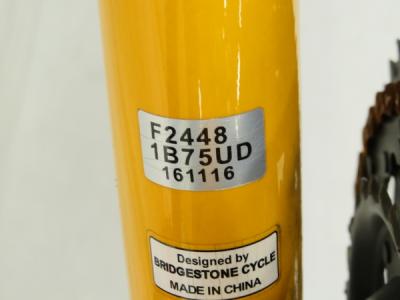 F2448
1B75UD
161116
Designed by
BRIDGESTONE CYCLE
MADE IN CHINA